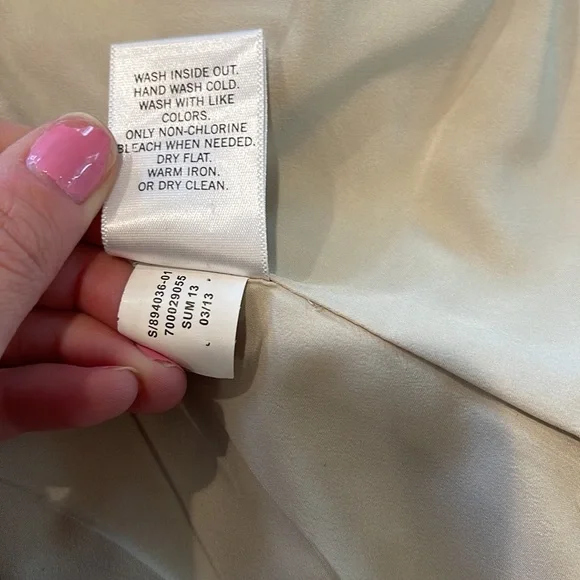 WASH INSIDE OUT.
HAND WASH COLD.
WASH WITH LIKE
COLORS.
ONLY NON-CHLORINE
BLEACH WHEN NEEDED.
DRY FLAT.
WARM IRON.
OR DRY CLEAN.
S/894036-01
700029055
SUM 13
03/13